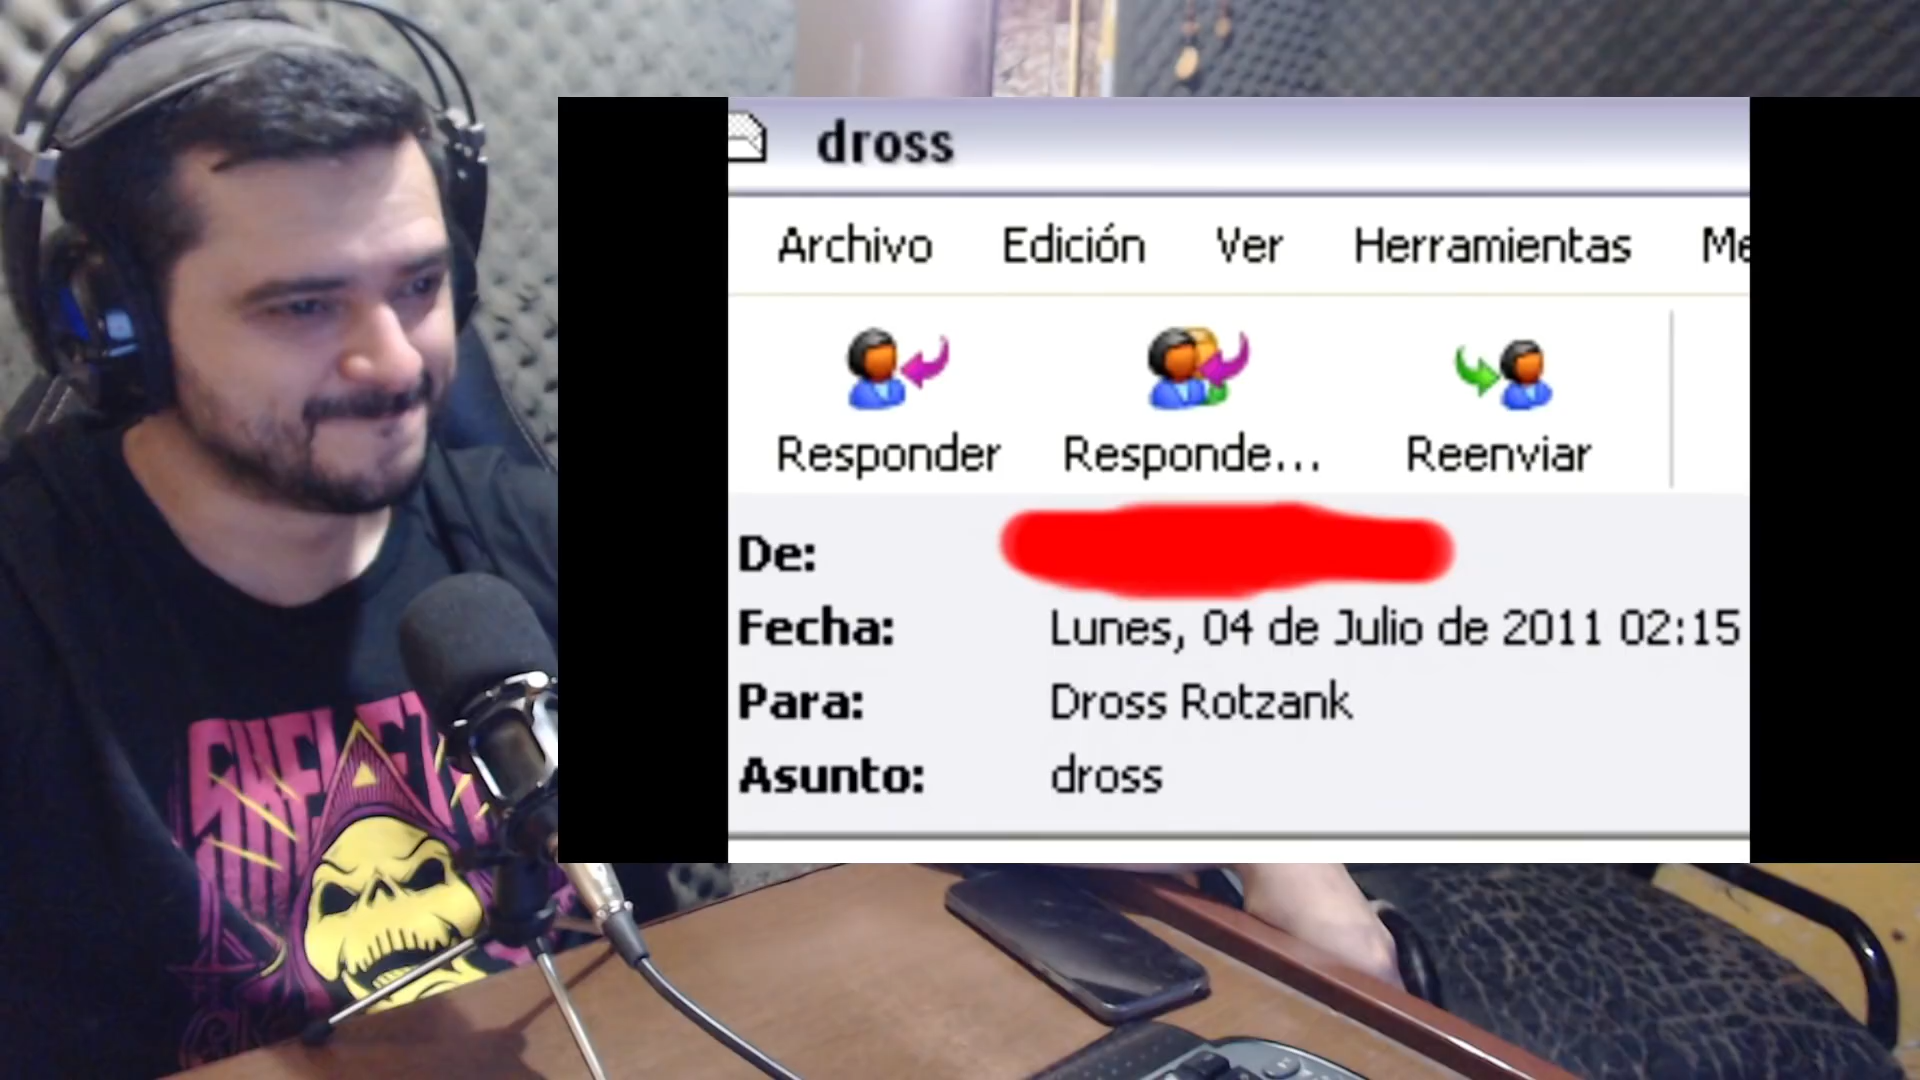 dross
Archivo Edición Ver Herramientas Me
Responder Responde... Reenviar
De:
Fecha: Lunes, 04 de Julio de 2011 02:15
Para: Dross Rotzank
Asunto: dross